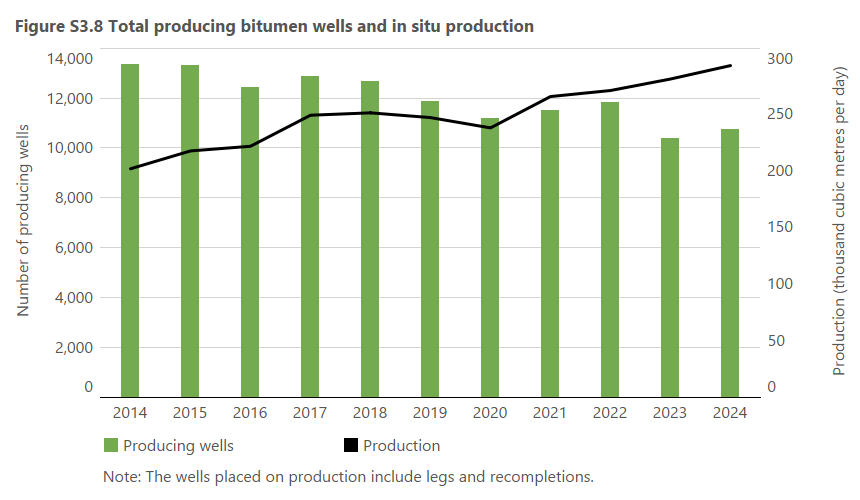 Figure S3.8 Total producing bitumen wells and in situ production
14,000
12,000
10,000
8,000
6,000
4,000
2,000
0
Number of producing wells
300
250
200
150
100
50
0
Production (thousand cubic metres per day)
2014 2015 2016 2017 2018 2019 2020 2021 2022 2023 2024
Producing wells Production
Note: The wells placed on production include legs and recompletions.